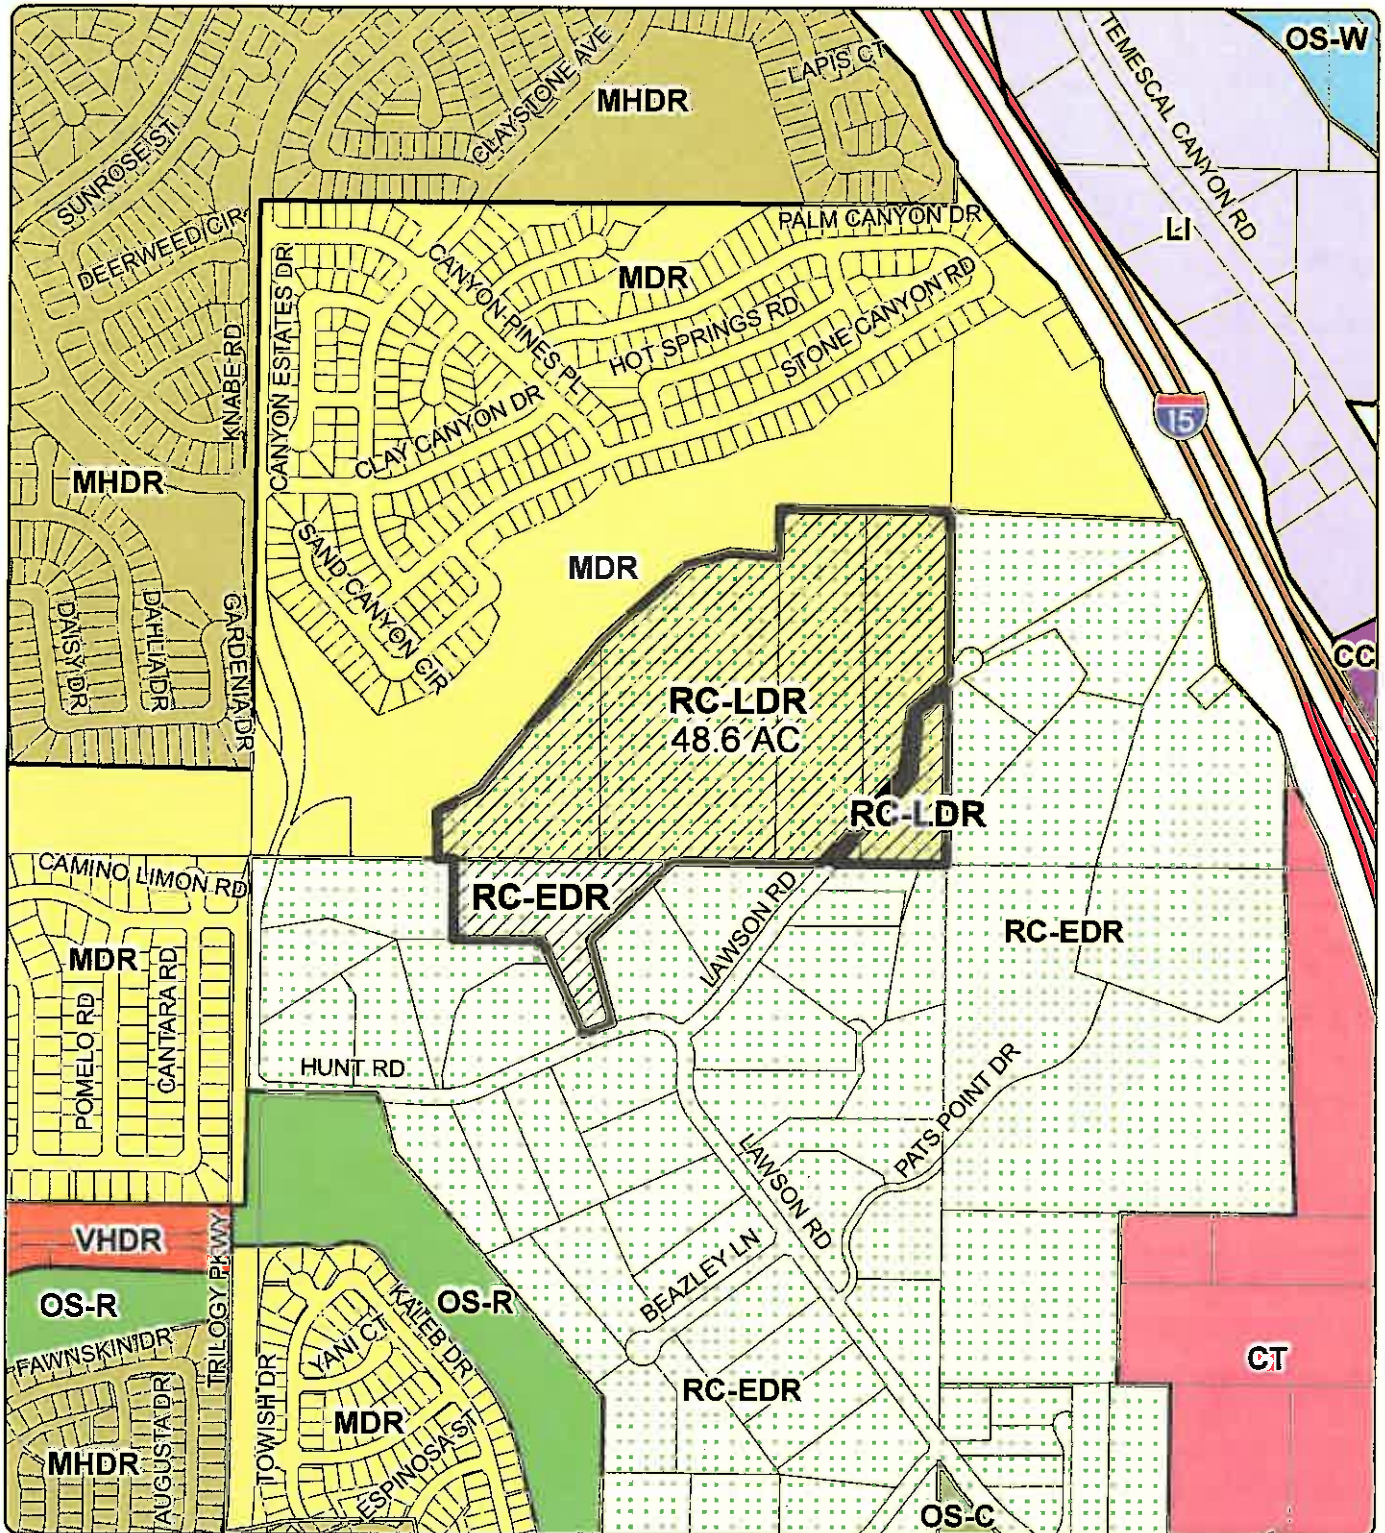 OS-W
TEMESCAL CANYON RD
CLAYSTONE AVE
LAPIS CT
MHDR
SUNROSE ST
DEERWEED CIR
PALM CANYON DR
LI
CANYON PINES PL
MDR
CANYON ESTATES DR
KNABE RD
HOT SPRINGS RD
STONE CANYON RD
15
CLAY CANYON DR
MHDR
SAND CANYON CIR
MDR
DAISY DR
DAHLIA DR
GARDENIA DR
CC
RC-LDR
48.6 AC
RC-LDR
CAMINO LIMON RD
RC-EDR
LAWSON RD
RC-EDR
MDR
POMELO RD
CANTARA RD
HUNT RD
PATS POINT DR
LAWSON RD
VHDR
TRILOGY PKWY
BEAZLEY LN
OS-R
OS-R
KALEB DR
FAWNSKIN DR
YANI CT
CT
TOWISH DR
RC-EDR
AUGUSTA DR
MDR
MHDR
ESPINOSA ST
OS-C